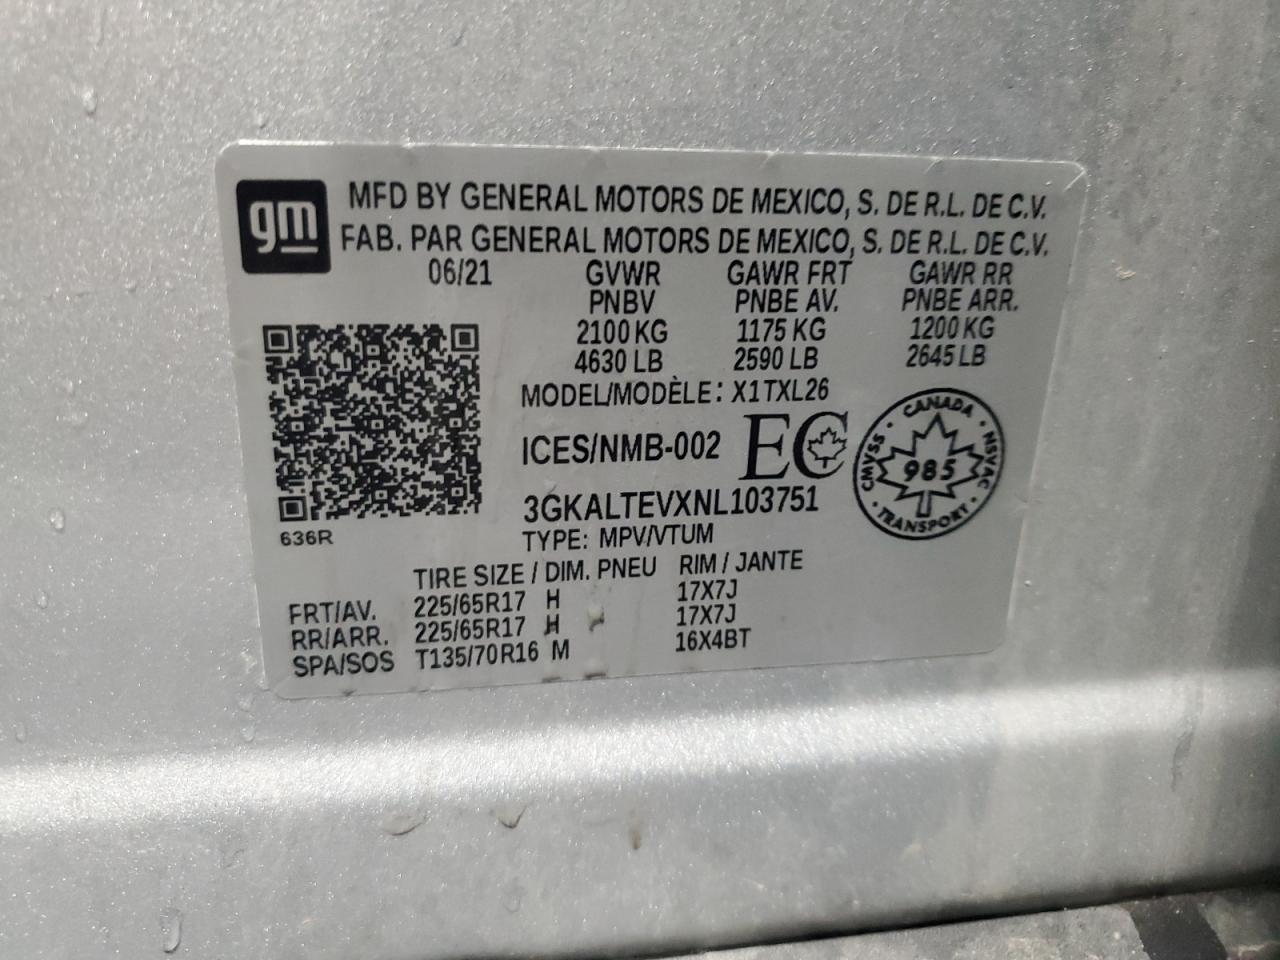 gm
MFD BY GENERAL MOTORS DE MEXICO, S. DE R.L. DE C.V.
FAB. PAR GENERAL MOTORS DE MEXICO, S. DE R.L. DE C.V.
06/21 GVWR GAWR FRT GAWR RR
PNBV PNBE AV. PNBE ARR.
2100 KG 1175 KG 1200 KG
4630 LB 2590 LB 2645 LB
MODEL/MODÈLE: X1TXL26
ICES/NMB-002 EC
CANADA
CMVSS 985 NSVAC
TRANSPORT
3GKALTEVXNL103751
636R
TYPE: MPV/VTUM
TIRE SIZE / DIM. PNEU RIM / JANTE
FRT/AV. 225/65R17 H 17X7J
RR/ARR. 225/65R17 H 17X7J
SPA/SOS T135/70R16 M 16X4BT